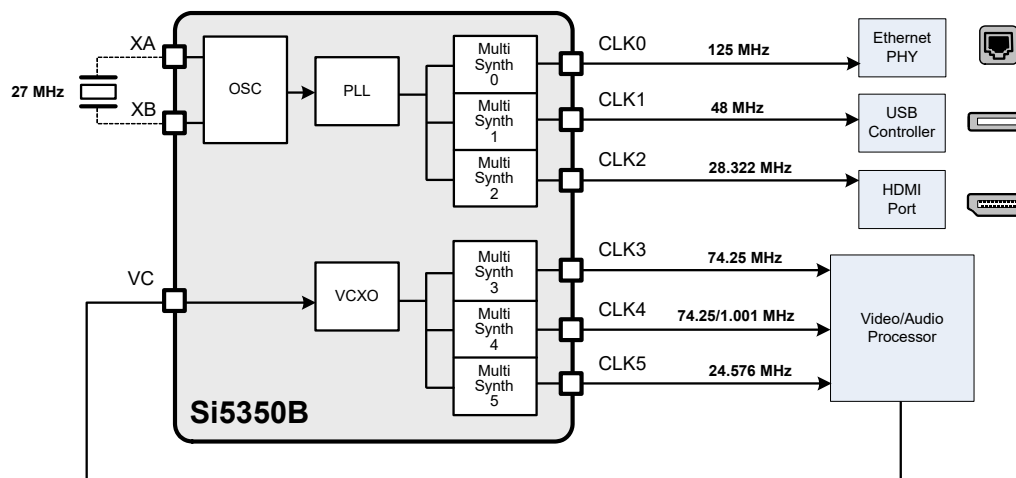 XA
27 MHz
XB
OSC
PLL
Multi
Synth
0
Multi
Synth
1
Multi
Synth
2
CLK0
125 MHz
Ethernet
PHY
CLK1
48 MHz
USB
Controller
CLK2
28.322 MHz
HDMI
Port
VC
VCXO
Multi
Synth
3
Multi
Synth
4
Multi
Synth
5
CLK3
74.25 MHz
CLK4
74.25/1.001 MHz
CLK5
24.576 MHz
Video/Audio
Processor
Si5350B